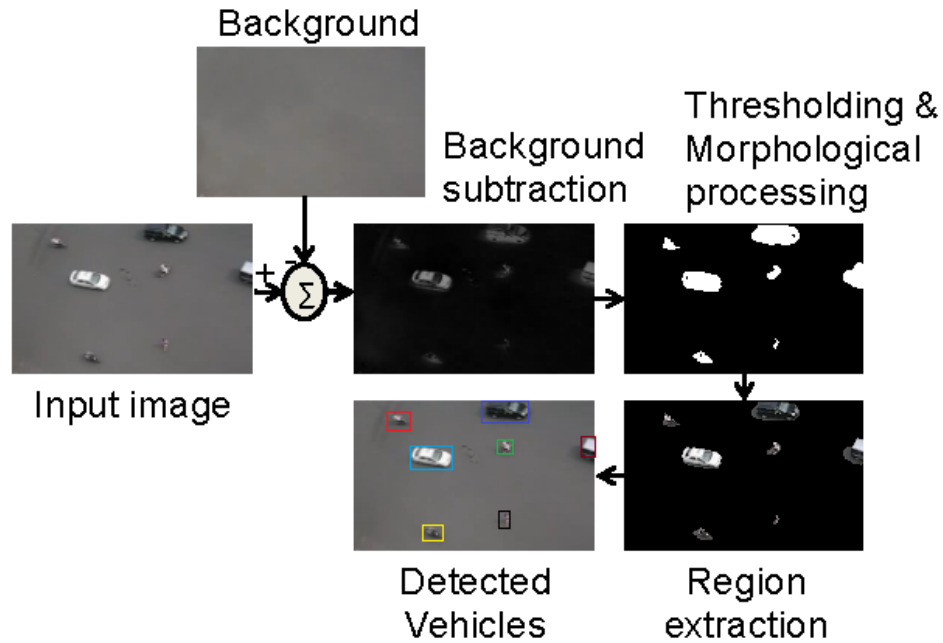 Background
Background
subtraction
Thresholding &
Morphological
processing
+
-
Σ
Input image
Detected
Vehicles
Region
extraction